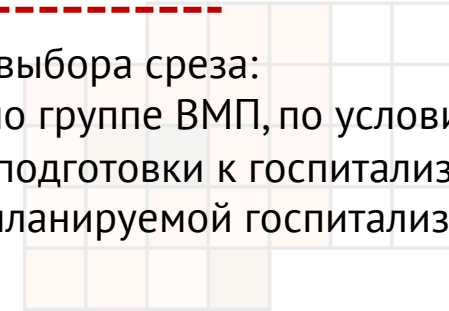 выбора среза:
по группе ВМП, по услови
подготовки к госпитализ
планируемой госпитализ